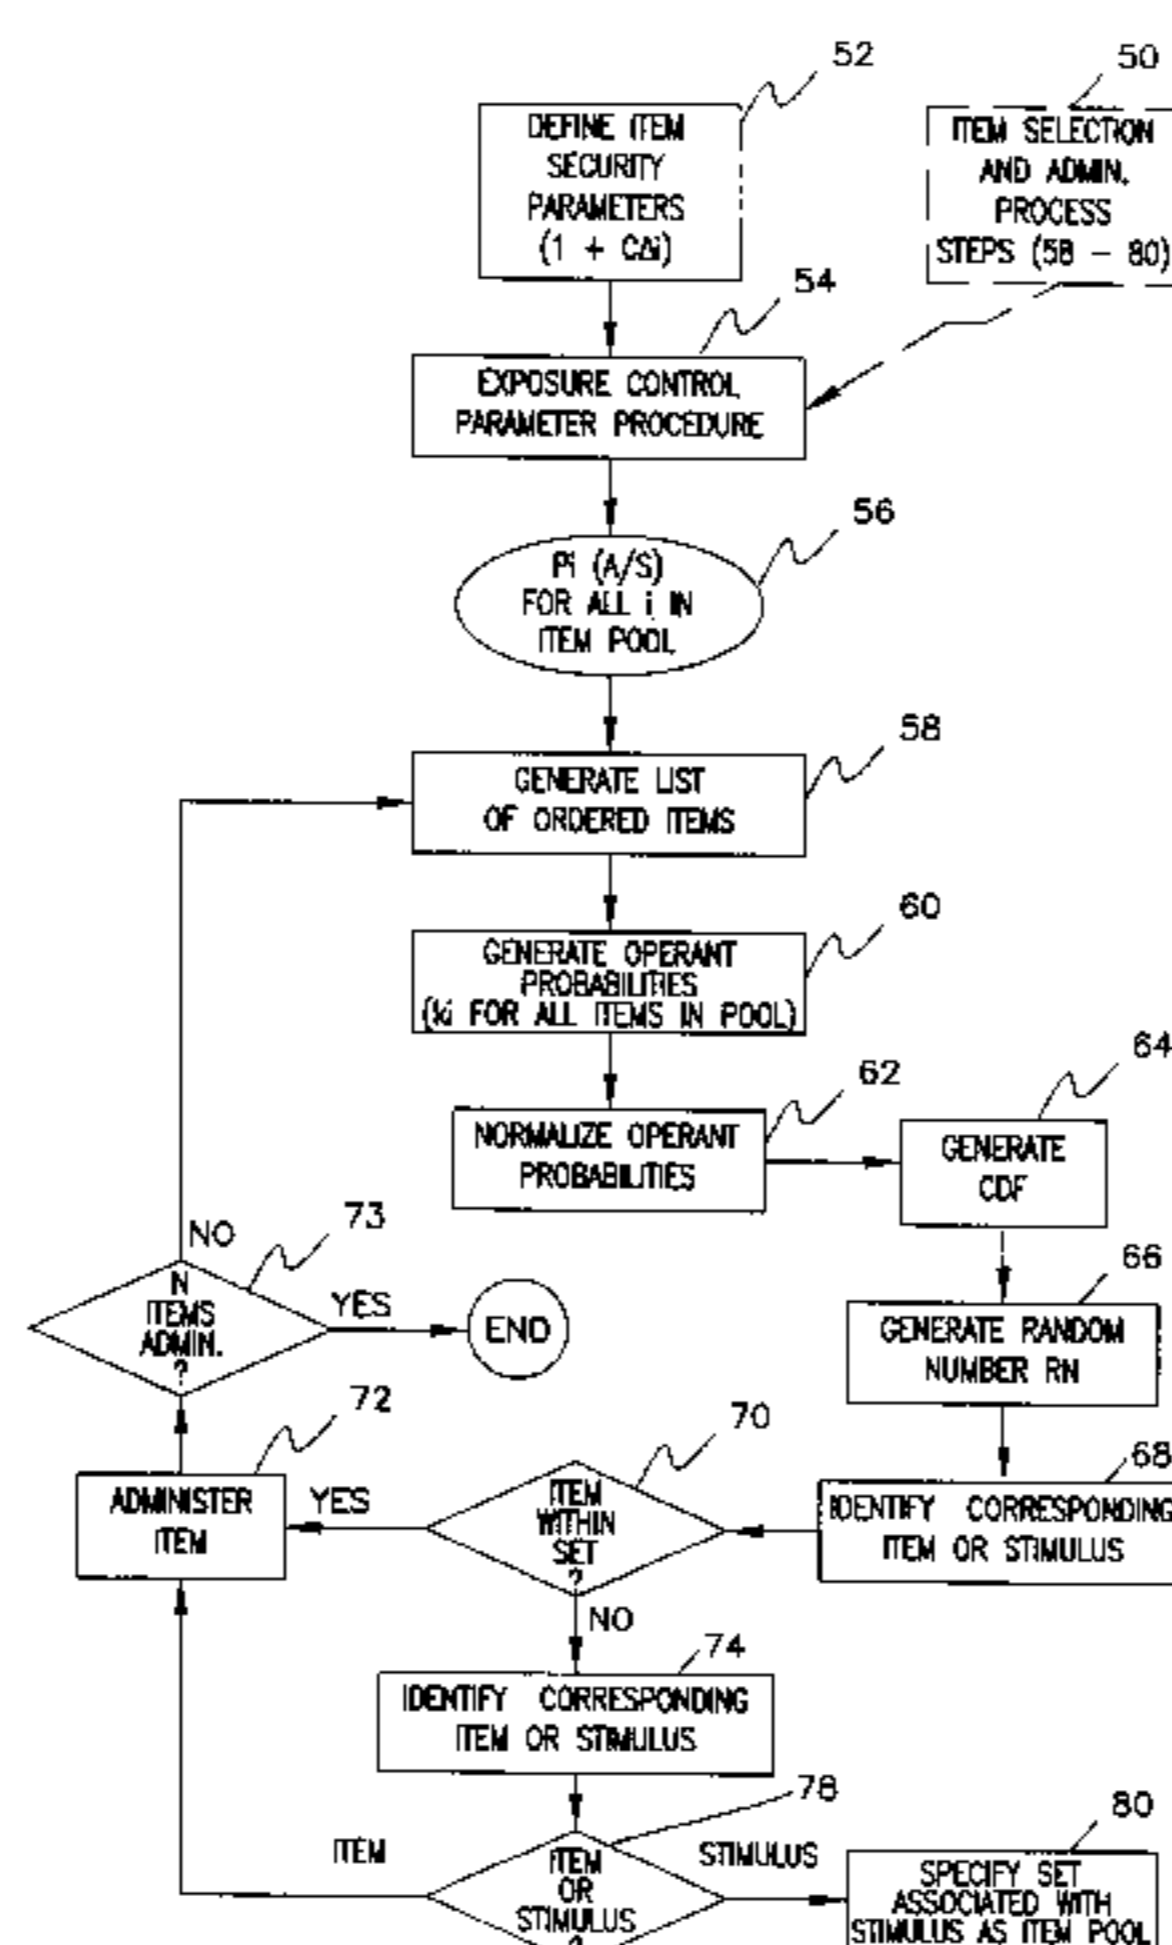 52
DEFINE ITEM
SECURITY
PARAMETERS
(1 + CΔi)
50
ITEM SELECTION
AND ADMIN.
PROCESS
STEPS (58 - 80)
54
EXPOSURE CONTROL
PARAMETER PROCEDURE
56
Pi (A/S)
FOR ALL i IN
ITEM POOL
58
GENERATE LIST
OF ORDERED ITEMS
60
GENERATE OPERANT
PROBABILITIES
(ki FOR ALL ITEMS IN POOL)
62
NORMALIZE OPERANT
PROBABILITIES
64
GENERATE
CDF
66
GENERATE RANDOM
NUMBER RN
68
IDENTIFY CORRESPONDING
ITEM OR STIMULUS
70
ITEM
WITHIN
SET
?
YES
NO
72
ADMINISTER
ITEM
73
N
ITEMS
ADMIN.
?
NO
YES
END
74
IDENTIFY CORRESPONDING
ITEM OR STIMULUS
78
ITEM
OR
STIMULUS
?
ITEM
STIMULUS
80
SPECIFY SET
ASSOCIATED WITH
STIMULUS AS ITEM POOL